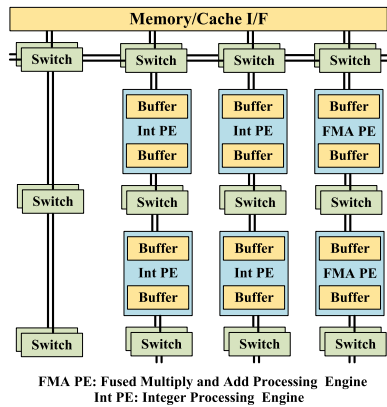 Memory/Cache I/F
Switch Switch Switch Switch
Buffer Buffer Buffer
Int PE Int PE FMA PE
Buffer Buffer Buffer
Switch Switch Switch Switch
Buffer Buffer Buffer
Int PE Int PE FMA PE
Buffer Buffer Buffer
Switch Switch Switch Switch
FMA PE: Fused Multiply and Add Processing Engine
Int PE: Integer Processing Engine